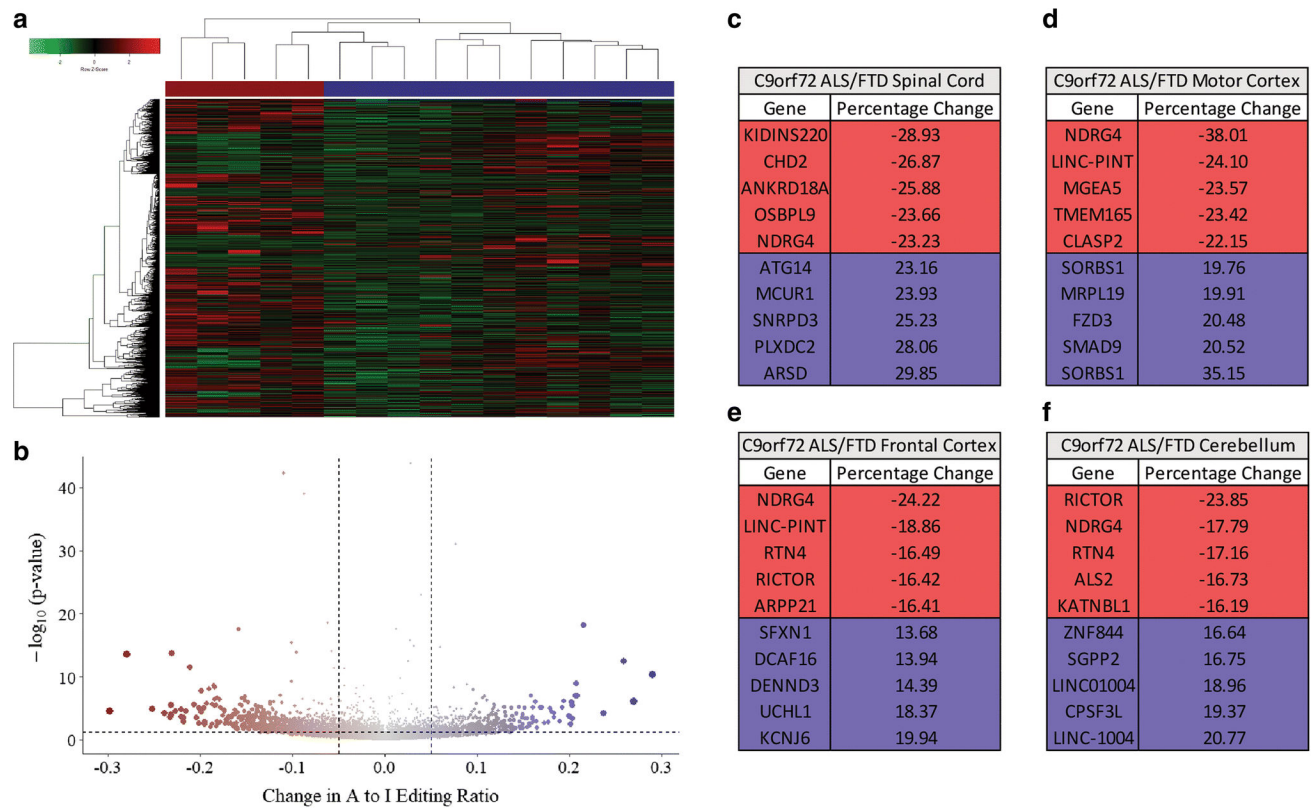 a
-2 0 2
Row Z-Score
b
− log10 (p-value)
40
30
20
10
0
-0.3 -0.2 -0.1 0.0 0.1 0.2 0.3
Change in A to I Editing Ratio
c
C9orf72 ALS/FTD Spinal Cord
Gene Percentage Change
KIDINS220 -28.93
CHD2 -26.87
ANKRD18A -25.88
OSBPL9 -23.66
NDRG4 -23.23
ATG14 23.16
MCUR1 23.93
SNRPD3 25.23
PLXDC2 28.06
ARSD 29.85
d
C9orf72 ALS/FTD Motor Cortex
Gene Percentage Change
NDRG4 -38.01
LINC-PINT -24.10
MGEA5 -23.57
TMEM165 -23.42
CLASP2 -22.15
SORBS1 19.76
MRPL19 19.91
FZD3 20.48
SMAD9 20.52
SORBS1 35.15
e
C9orf72 ALS/FTD Frontal Cortex
Gene Percentage Change
NDRG4 -24.22
LINC-PINT -18.86
RTN4 -16.49
RICTOR -16.42
ARPP21 -16.41
SFXN1 13.68
DCAF16 13.94
DENND3 14.39
UCHL1 18.37
KCNJ6 19.94
f
C9orf72 ALS/FTD Cerebellum
Gene Percentage Change
RICTOR -23.85
NDRG4 -17.79
RTN4 -17.16
ALS2 -16.73
KATNBL1 -16.19
ZNF844 16.64
SGPP2 16.75
LINC01004 18.96
CPSF3L 19.37
LINC-1004 20.77